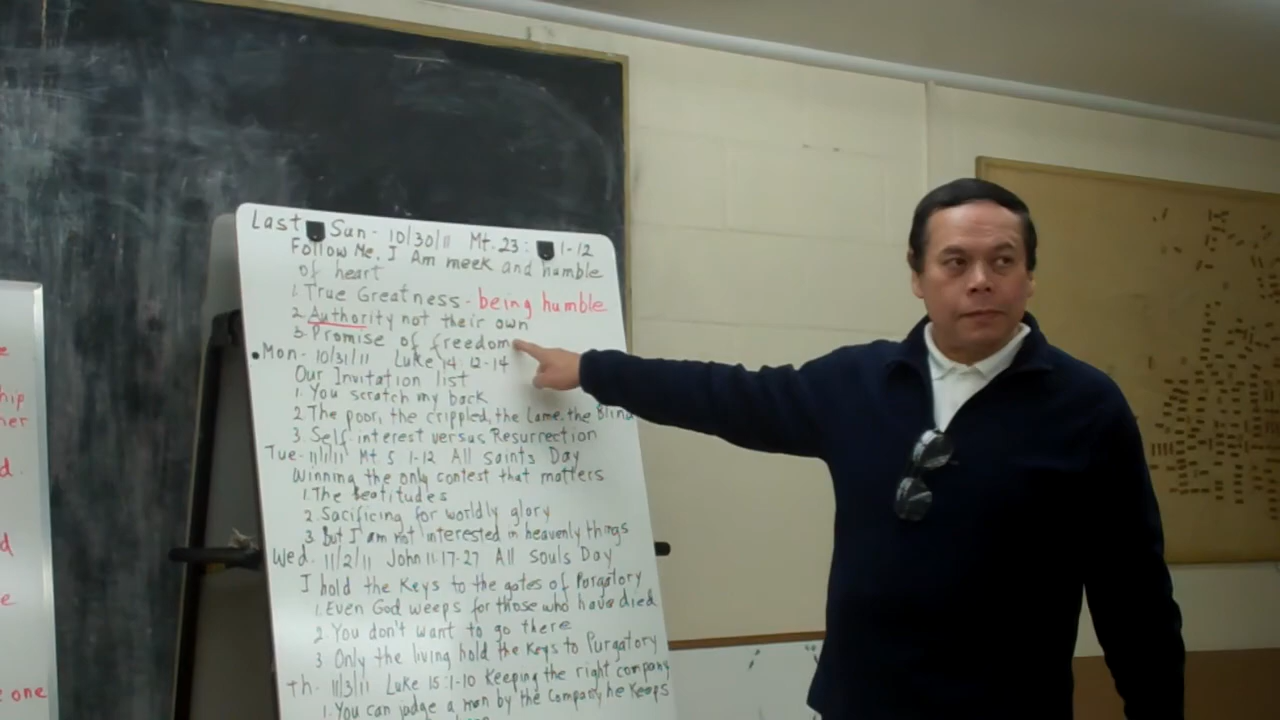 Last Sun - 10/30/11 Mt. 23: 1-12
Follow Me, I Am meek and humble
of heart
1. True Greatness - being humble
2. Authority not their own
3. Promise of freedom
Mon - 10/31/11 Luke 14, 12-14
Our Invitation list
1. You scratch my back
2 The poor, the crippled, the Lame, the Blind
3. Self-interest versus Resurrection
Tue - 11/1/11 Mt. 5 1-12 All Saints Day
Winning the only contest that matters
1. The Beatitudes
2. Sacificing for worldly glory
3. But I am not interested in heavenly things
Wed. 11/2/11 John 11.17-27 All Souls Day
I hold the Keys to the gates of Purgatory
1. Even God weeps for those who have died
2 You don't want to go there
3 Only the living hold the Keys to Purgatory
Th. 11/3/11 Luke 15:1-10 Keeping the right company
1. You can judge a man by the Company he Keeps
e
hip
her
d.
d
e
e one